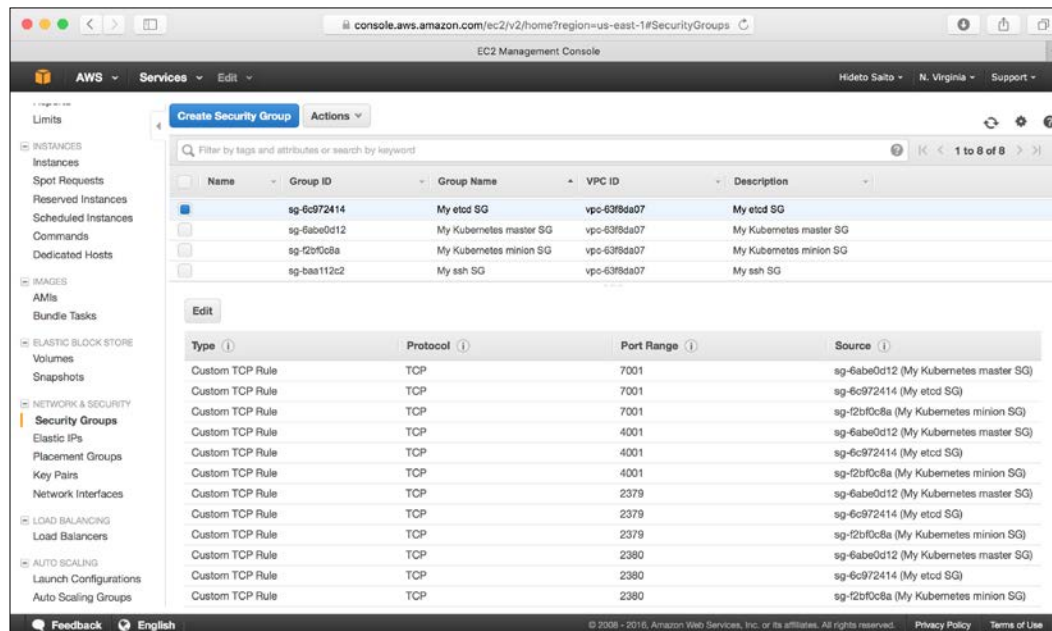 console.aws.amazon.com/ec2/v2/home?region=us-east-1#SecurityGroups
EC2 Management Console
AWS Services Edit Hideto Saito N. Virginia Support
Limits
INSTANCES
Instances
Spot Requests
Reserved Instances
Scheduled Instances
Commands
Dedicated Hosts
IMAGES
AMIs
Bundle Tasks
ELASTIC BLOCK STORE
Volumes
Snapshots
NETWORK & SECURITY
Security Groups
Elastic IPs
Placement Groups
Key Pairs
Network Interfaces
LOAD BALANCING
Load Balancers
AUTO SCALING
Launch Configurations
Auto Scaling Groups
Create Security Group Actions
Filter by tags and attributes or search by keyword 1 to 8 of 8
Name Group ID Group Name VPC ID Description
sg-6c972414 My etcd SG vpc-63f8da07 My etcd SG
sg-6abe0d12 My Kubernetes master SG vpc-63f8da07 My Kubernetes master SG
sg-f2bf0c8a My Kubernetes minion SG vpc-63f8da07 My Kubernetes minion SG
sg-baa112c2 My ssh SG vpc-63f8da07 My ssh SG
Edit
Type Protocol Port Range Source
Custom TCP Rule TCP 7001 sg-6abe0d12 (My Kubernetes master SG)
Custom TCP Rule TCP 7001 sg-6c972414 (My etcd SG)
Custom TCP Rule TCP 7001 sg-f2bf0c8a (My Kubernetes minion SG)
Custom TCP Rule TCP 4001 sg-6abe0d12 (My Kubernetes master SG)
Custom TCP Rule TCP 4001 sg-6c972414 (My etcd SG)
Custom TCP Rule TCP 4001 sg-f2bf0c8a (My Kubernetes minion SG)
Custom TCP Rule TCP 2379 sg-6abe0d12 (My Kubernetes master SG)
Custom TCP Rule TCP 2379 sg-6c972414 (My etcd SG)
Custom TCP Rule TCP 2379 sg-f2bf0c8a (My Kubernetes minion SG)
Custom TCP Rule TCP 2380 sg-6abe0d12 (My Kubernetes master SG)
Custom TCP Rule TCP 2380 sg-6c972414 (My etcd SG)
Custom TCP Rule TCP 2380 sg-f2bf0c8a (My Kubernetes minion SG)
Feedback English © 2008 - 2016, Amazon Web Services, Inc. or its affiliates. All rights reserved. Privacy Policy Terms of Use